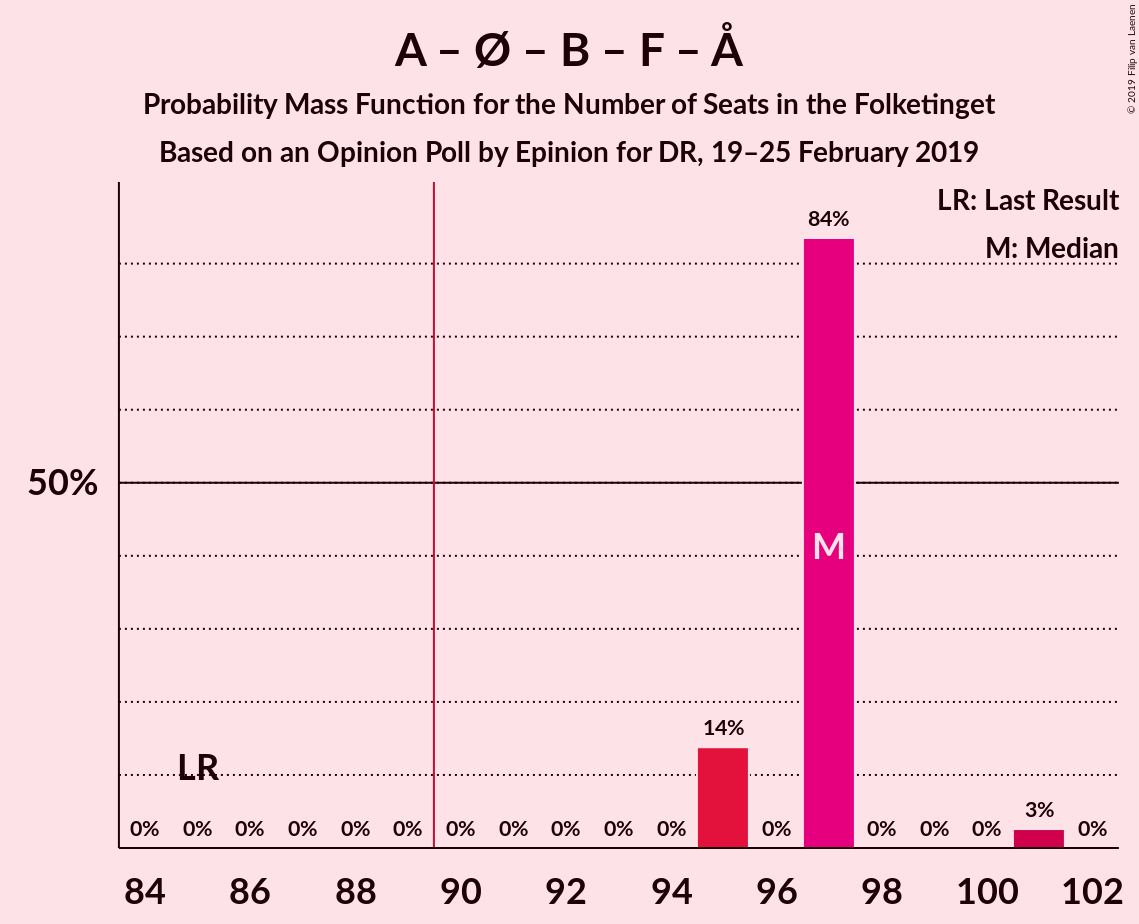 A – Ø – B – F – Å
Probability Mass Function for the Number of Seats in the Folketinget
Based on an Opinion Poll by Epinion for DR, 19–25 February 2019
© 2019 Filip van Laenen
LR: Last Result
M: Median
84%
50%
M
14%
LR
3%
0% 0% 0% 0% 0% 0% 0% 0% 0% 0% 0% 0% 0% 0% 0% 0%
84 86 88 90 92 94 96 98 100 102